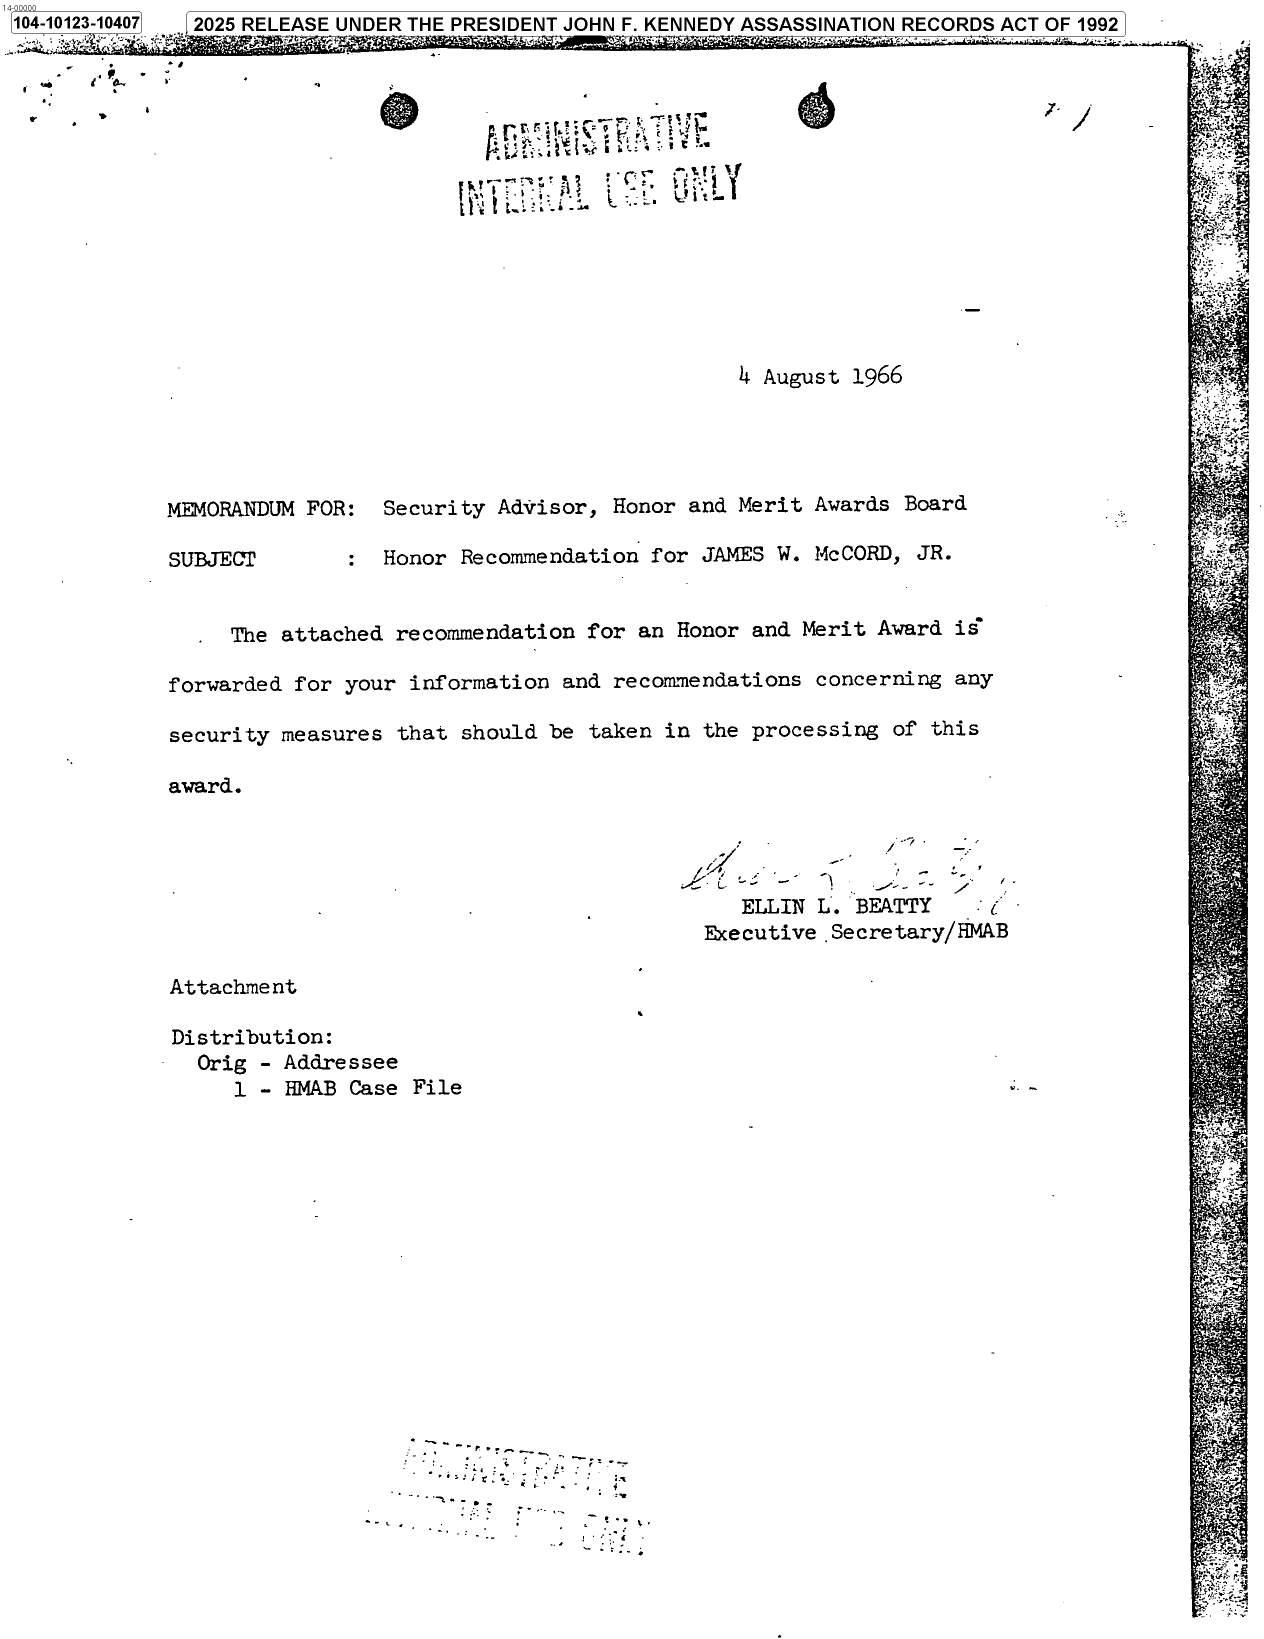 14-00000
104-10123-10407
2025 RELEASE UNDER THE PRESIDENT JOHN F. KENNEDY ASSASSINATION RECORDS ACT OF 1992
ADMINISTRATIVE
INTERNAL USE ONLY
4 August 1966
MEMORANDUM FOR: Security Advisor, Honor and Merit Awards Board
SUBJECT : Honor Recommendation for JAMES W. McCORD, JR.
The attached recommendation for an Honor and Merit Award is
forwarded for your information and recommendations concerning any
security measures that should be taken in the processing of this
award.
ELLIN L. BEATTY
Executive Secretary/HMAB
Attachment
Distribution:
Orig - Addressee
1 - HMAB Case File
ADMINISTRATIVE
INTERNAL USE ONLY